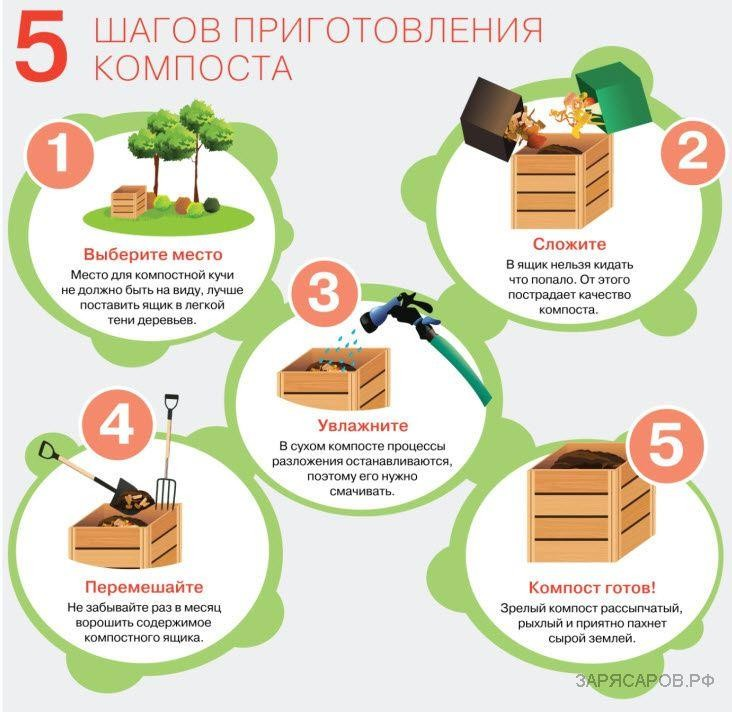 5 ШАГОВ ПРИГОТОВЛЕНИЯ
КОМПОСТА
1
Выберите место
Место для компостной кучи
не должно быть на виду, лучше
поставить ящик в легкой
тени деревьев.
2
Сложите
В ящик нельзя кидать
что попало. От этого
пострадает качество
компоста.
3
Увлажните
В сухом компосте процессы
разложения останавливаются,
поэтому его нужно
смачивать.
4
Перемешайте
Не забывайте раз в месяц
ворошить содержимое
компостного ящика.
5
Компост готов!
Зрелый компост рассыпчатый,
рыхлый и приятно пахнет
сырой землей.
ЗАРЯСАРОВ.РФ